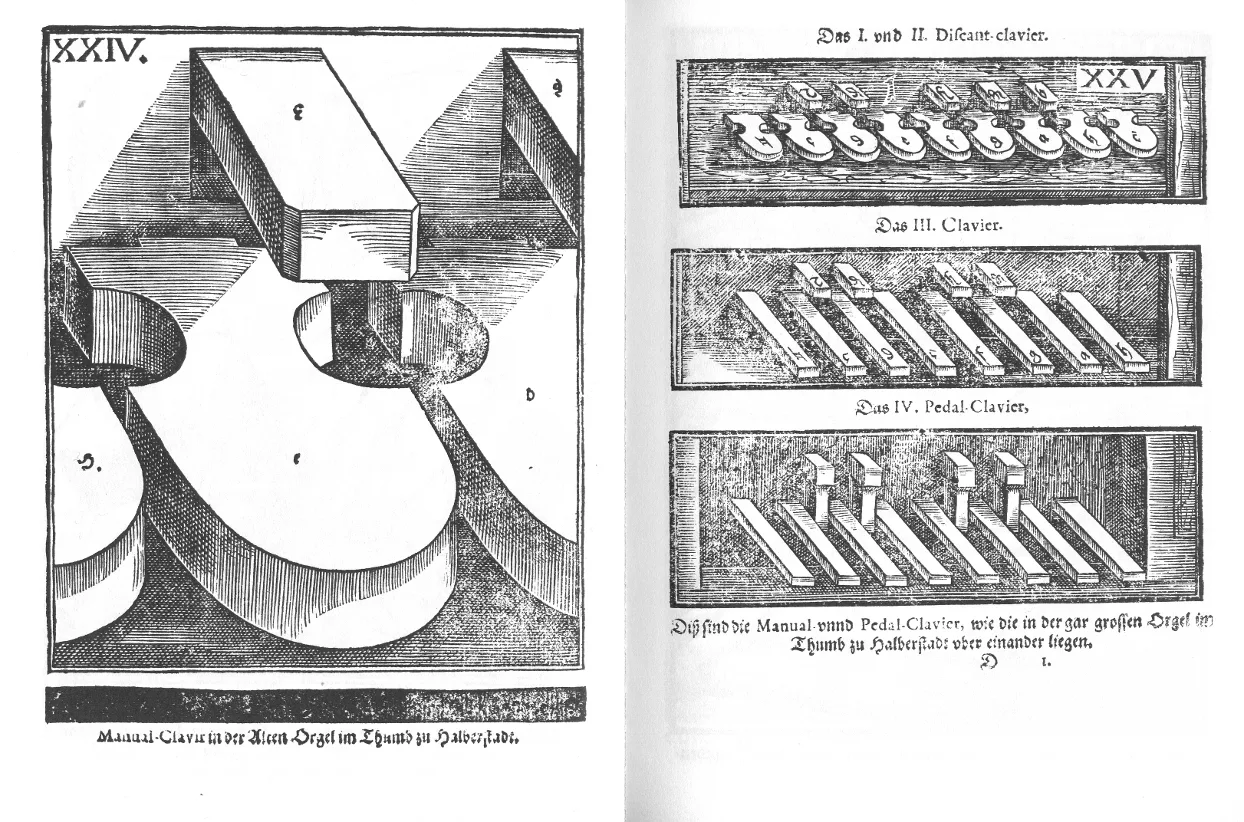 XXIV.
H.
c
D
Manual-Clavir in der Alten Orgel im Thumb zu Halberstadt.
Das I. vnd II. Discant-clavier.
XXV
Das III. Clavier.
Das IV. Pedal-Clavier,
Diß sind die Manual- vnnd Pedal-Clavier, wie die in der gar grossen Orgel im
Thumb zu Halberstadt vber einander liegen.
D 1.